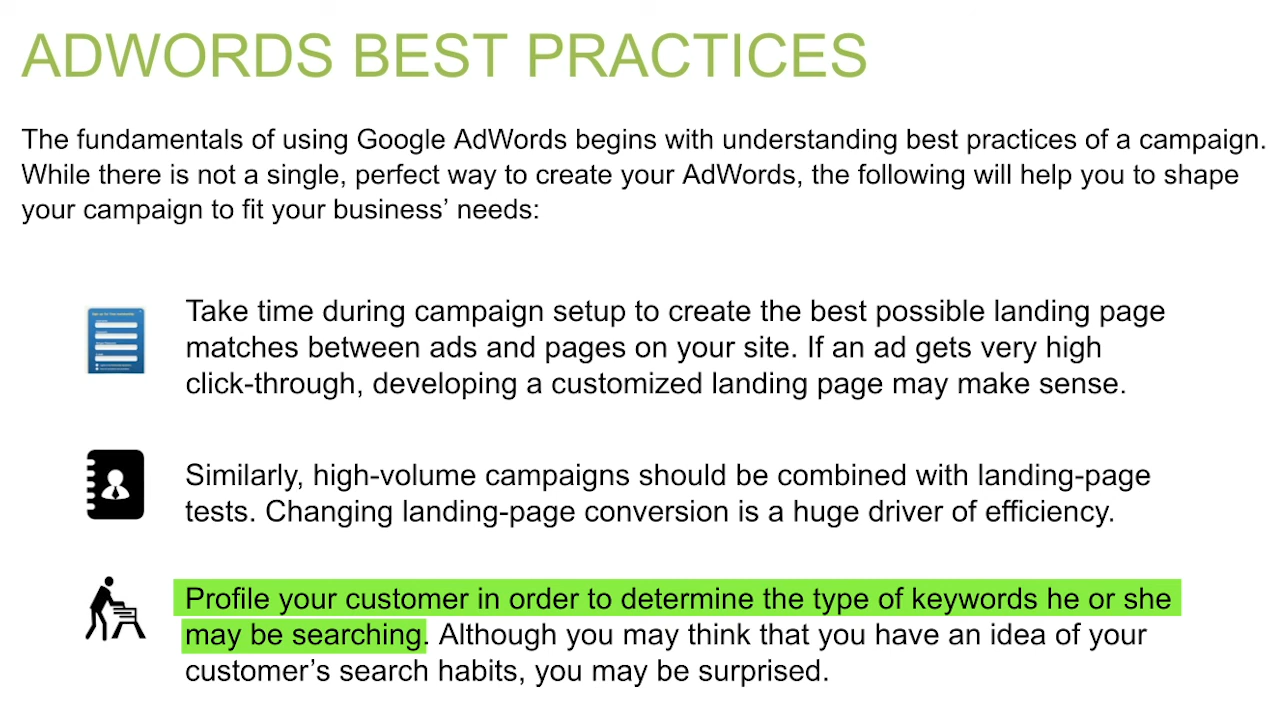 ADWORDS BEST PRACTICES
The fundamentals of using Google AdWords begins with understanding best practices of a campaign.
While there is not a single, perfect way to create your AdWords, the following will help you to shape
your campaign to fit your business’ needs:
Take time during campaign setup to create the best possible landing page
matches between ads and pages on your site. If an ad gets very high
click-through, developing a customized landing page may make sense.
Similarly, high-volume campaigns should be combined with landing-page
tests. Changing landing-page conversion is a huge driver of efficiency.
Profile your customer in order to determine the type of keywords he or she
may be searching. Although you may think that you have an idea of your
customer’s search habits, you may be surprised.